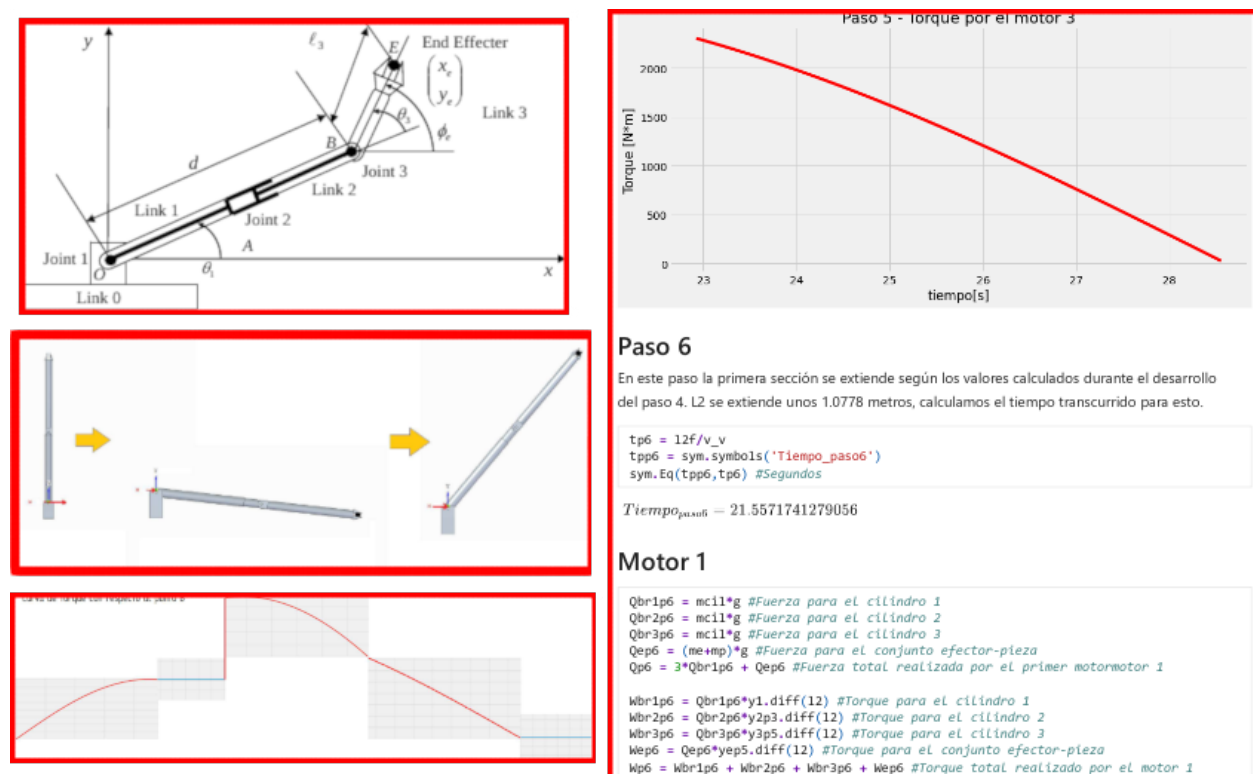 y
ℓ3
E
End Effecter
xe
ye
Link 3
θ3
ϕe
d
B
Joint 3
Link 2
Link 1
Joint 2
A
Joint 1
O
θ1
x
Link 0
Paso 5 - Torque por el motor 3
Torque [N*m]
2000
1500
1000
500
0
23 24 25 26 27 28
tiempo[s]
Paso 6
En este paso la primera sección se extiende según los valores calculados durante el desarrollo
del paso 4. L2 se extiende unos 1.0778 metros, calculamos el tiempo transcurrido para esto.
tp6 = l2f/v_v
tpp6 = sym.symbols('Tiempo_paso6')
sym.Eq(tpp6,tp6) #Segundos
Tiempo_paso6 = 21.5571741279056
Motor 1
Qbr1p6 = mcil*g #Fuerza para el cilindro 1
Qbr2p6 = mcil*g #Fuerza para el cilindro 2
Qbr3p6 = mcil*g #Fuerza para el cilindro 3
Qep6 = (me+mp)*g #Fuerza para el conjunto efector-pieza
Qp6 = 3*Qbr1p6 + Qep6 #Fuerza total realizada por el primer motormotor 1
Wbr1p6 = Qbr1p6*y1.diff(l2) #Torque para el cilindro 1
Wbr2p6 = Qbr2p6*y2p3.diff(l2) #Torque para el cilindro 2
Wbr3p6 = Qbr3p6*y3p5.diff(l2) #Torque para el cilindro 3
Wep6 = Qep6*yep5.diff(l2) #Torque para el conjunto efector-pieza
Wp6 = Wbr1p6 + Wbr2p6 + Wbr3p6 + Wep6 #Torque total realizado por el motor 1